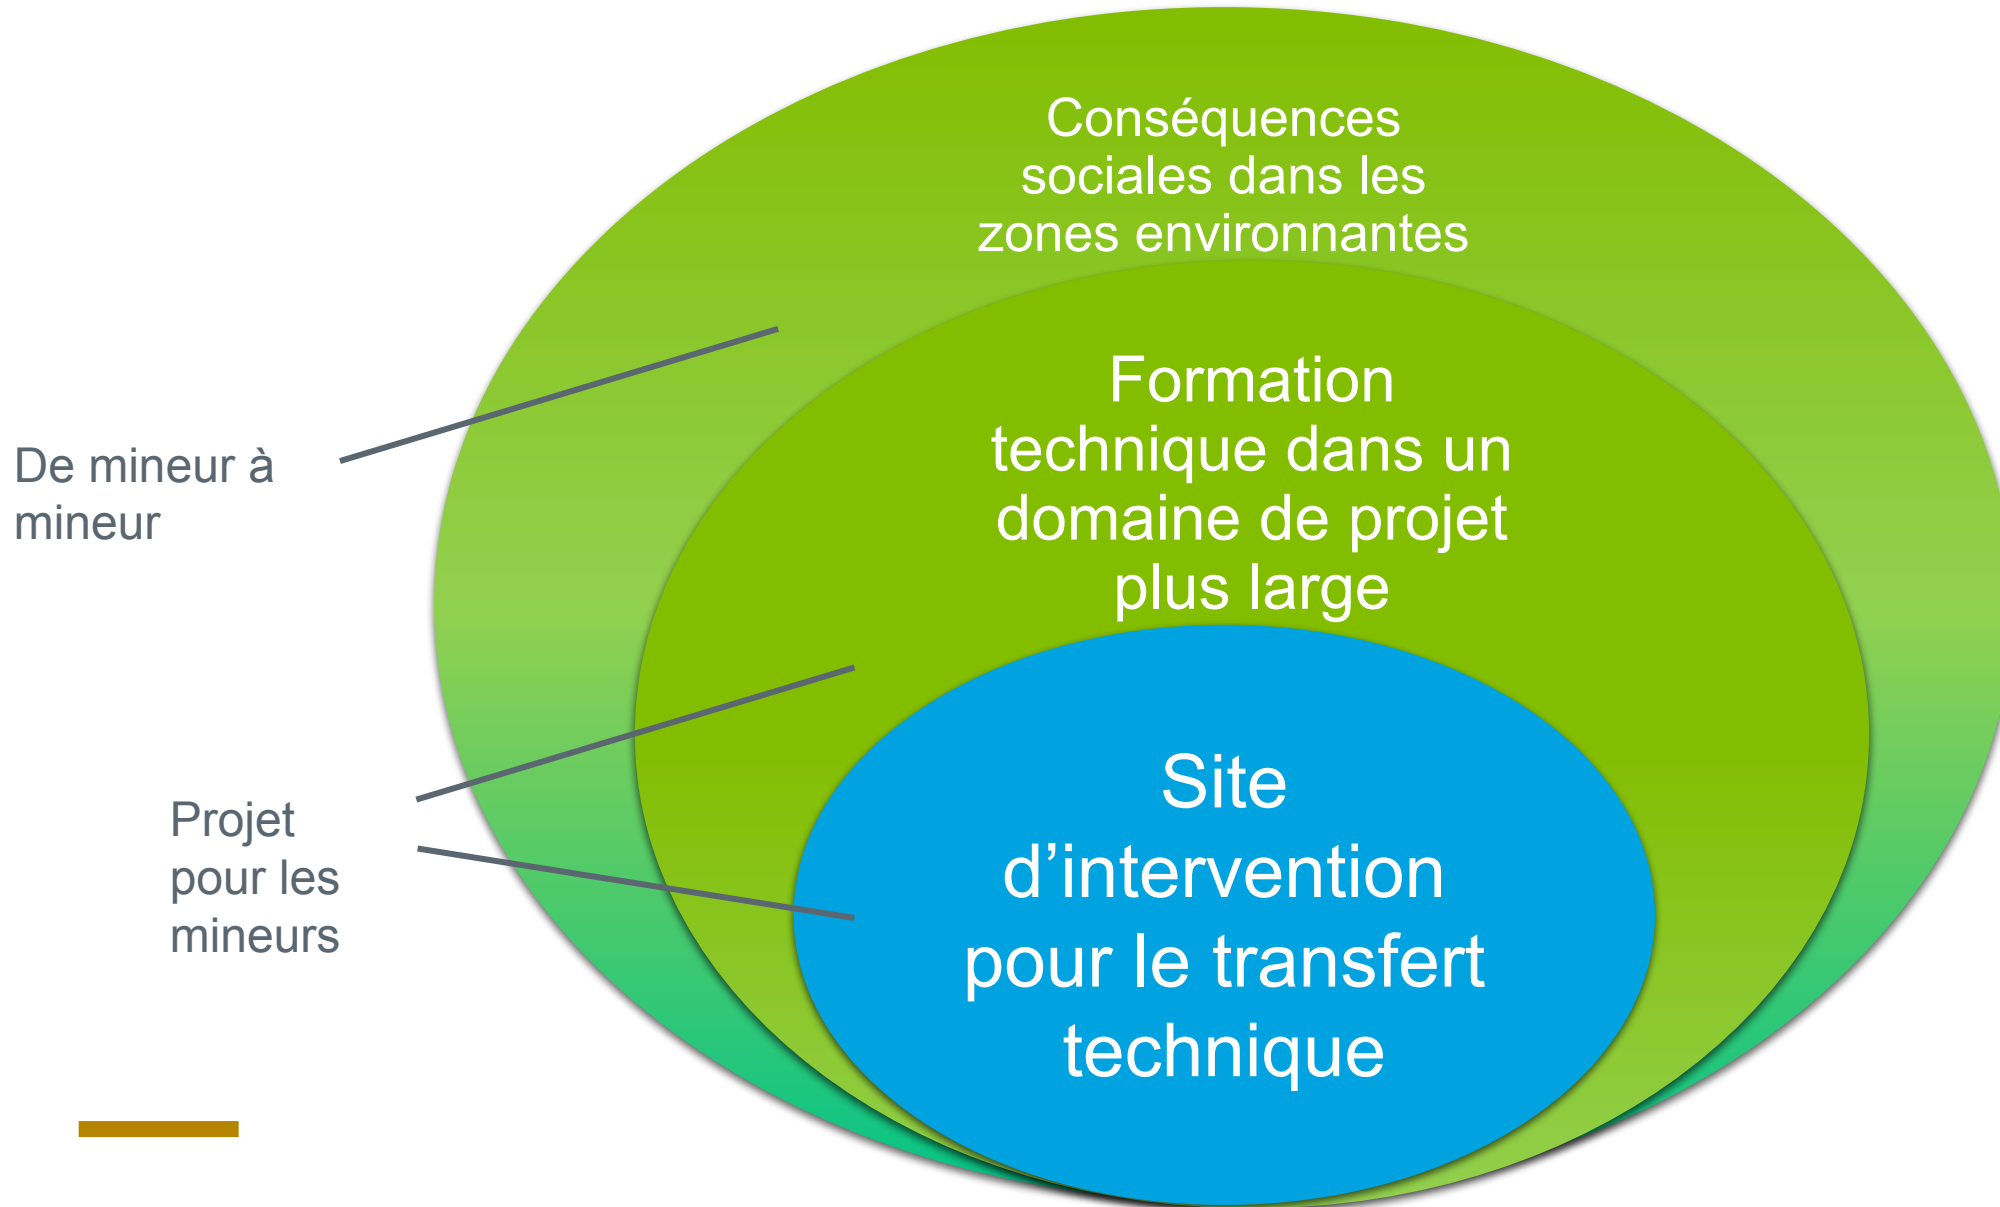 Conséquences
sociales dans les
zones environnantes
Formation
technique dans un
domaine de projet
plus large
De mineur à
mineur
Site
d’intervention
pour le transfert
technique
Projet
pour les
mineurs